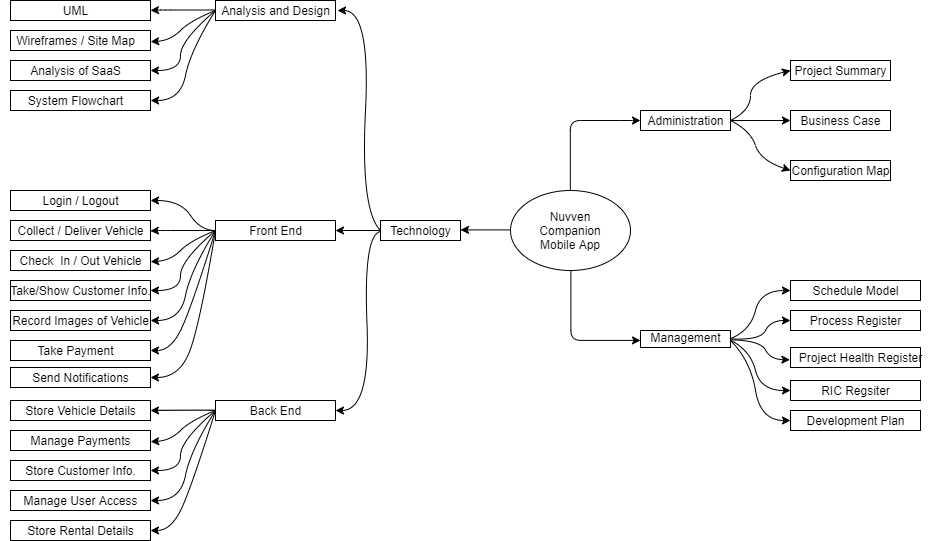 UML
Wireframes / Site Map
Analysis of SaaS
System Flowchart
Analysis and Design
Login / Logout
Collect / Deliver Vehicle
Check In / Out Vehicle
Take/Show Customer Info.
Record Images of Vehicle
Take Payment
Send Notifications
Front End
Store Vehicle Details
Manage Payments
Store Customer Info.
Manage User Access
Store Rental Details
Back End
Technology
Nuvven
Companion
Mobile App
Administration
Project Summary
Business Case
Configuration Map
Management
Schedule Model
Process Register
Project Health Register
RIC Regsiter
Development Plan